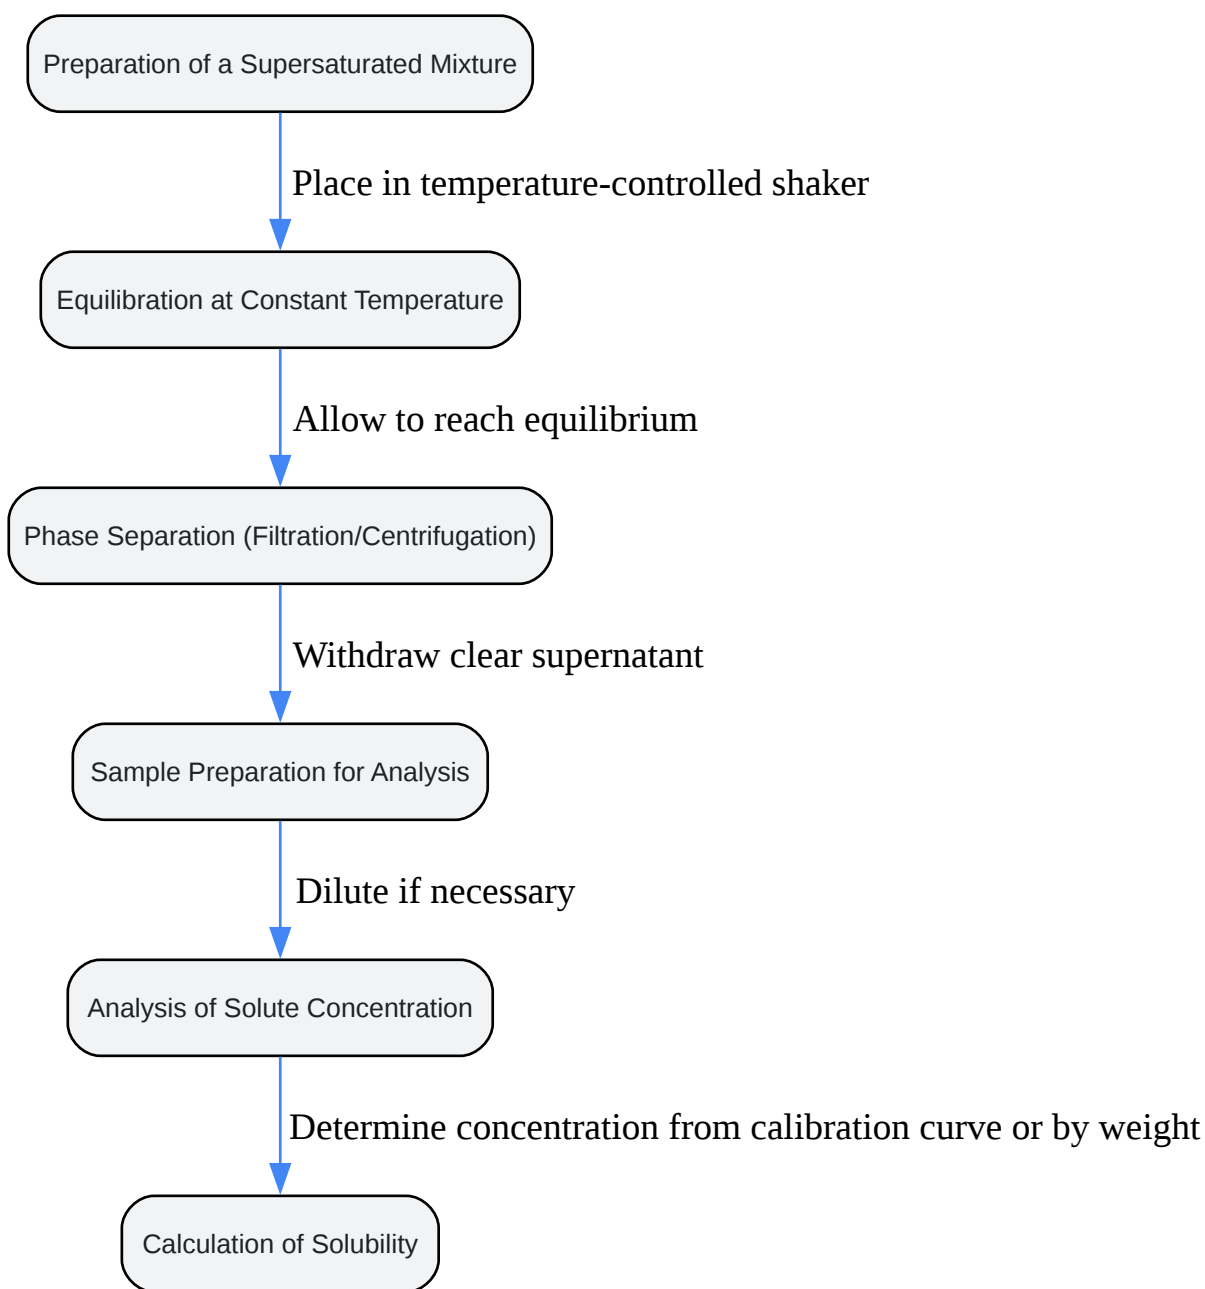 Preparation of a Supersaturated Mixture
Place in temperature-controlled shaker
Equilibration at Constant Temperature
Allow to reach equilibrium
Phase Separation (Filtration/Centrifugation)
Withdraw clear supernatant
Sample Preparation for Analysis
Dilute if necessary
Analysis of Solute Concentration
Determine concentration from calibration curve or by weight
Calculation of Solubility